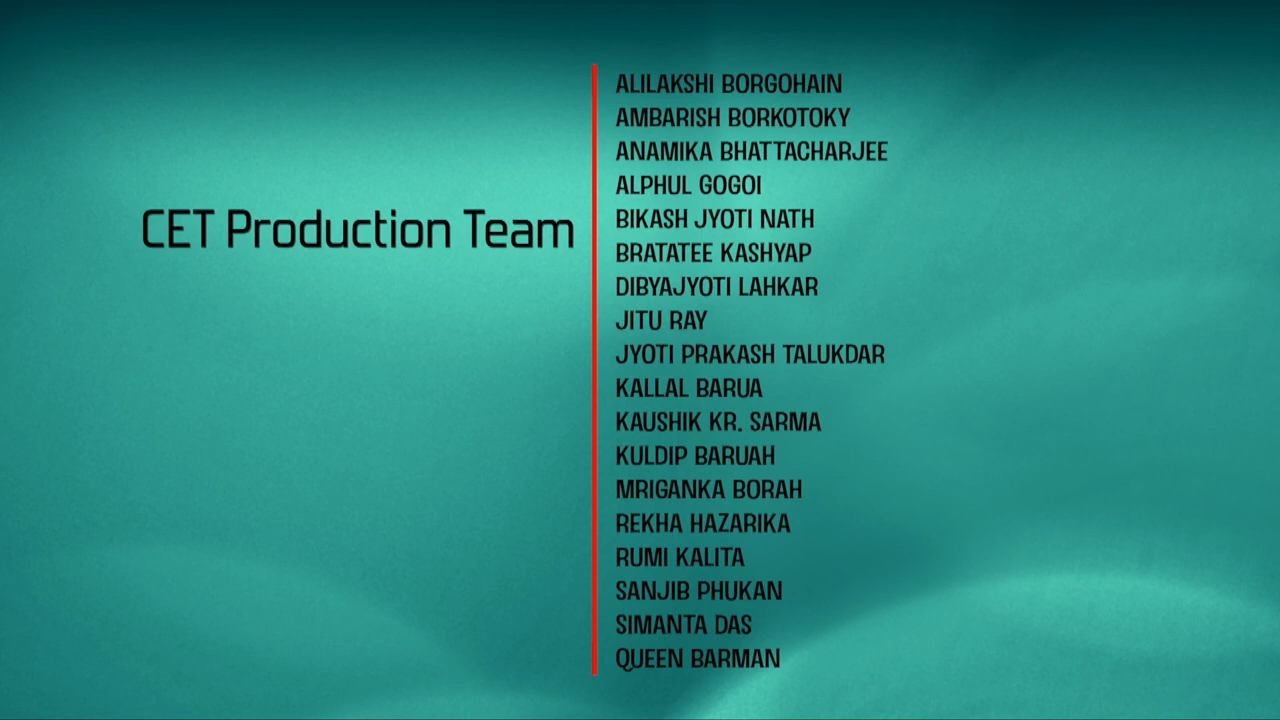 CET Production Team
ALILAKSHI BORGOHAIN
AMBARISH BORKOTOKY
ANAMIKA BHATTACHARJEE
ALPHUL GOGOI
BIKASH JYOTI NATH
BRATATEE KASHYAP
DIBYAJYOTI LAHKAR
JITU RAY
JYOTI PRAKASH TALUKDAR
KALLAL BARUA
KAUSHIK KR. SARMA
KULDIP BARUAH
MRIGANKA BORAH
REKHA HAZARIKA
RUMI KALITA
SANJIB PHUKAN
SIMANTA DAS
QUEEN BARMAN